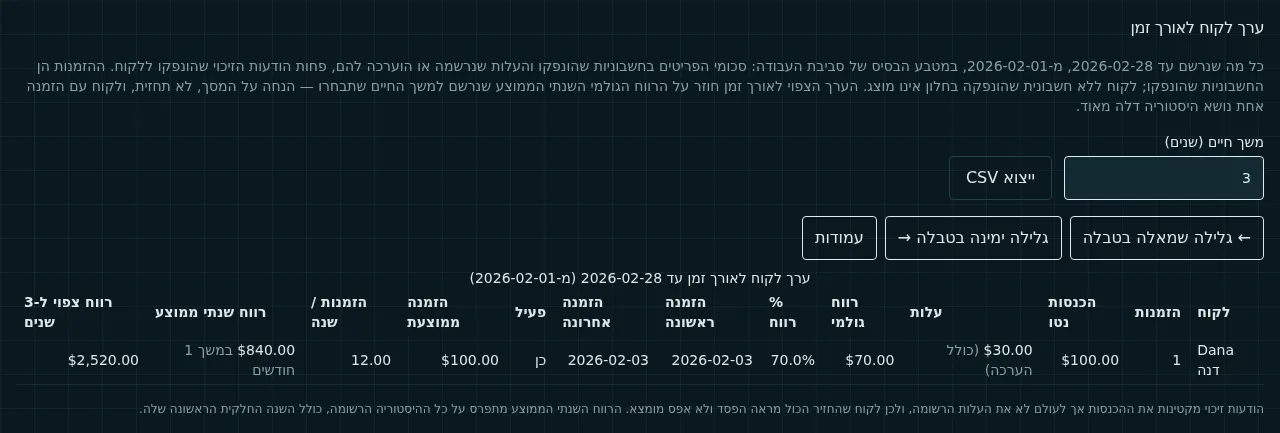 ערך לקוח לאורך זמן
כל מה שנרשם עד 2026-02-28, מ-2026-02-01, במטבע הבסיס של סביבת העבודה: סכומי הפריטים בחשבוניות שהונפקו והעלות שנרשמה או הוערכה להם, פחות הודעות הזיכוי שהונפקו ללקוח. ההזמנות הן
החשבוניות שהונפקו; לקוח ללא חשבונית שהונפקה בחלון אינו מוצג. הערך הצפוי לאורך זמן חוזר על הרווח הגולמי השנתי הממוצע שנרשם למשך החיים שתבחרו — הנחה על המסך, לא תחזית, ולקוח עם הזמנה
אחת נושא היסטוריה דלה מאוד.
משך חיים (שנים)
3 ייצוא CSV
← גלילה שמאלה בטבלה גלילה ימינה בטבלה → עמודות
ערך לקוח לאורך זמן עד 2026-02-28 (מ-2026-02-01)
לקוח הזמנות הכנסות נטו עלות רווח גולמי % רווח הזמנה ראשונה הזמנה אחרונה פעיל הזמנה ממוצעת הזמנות / שנה רווח שנתי ממוצע רווח צפוי ל-3 שנים
Dana דנה 1 $100.00 $30.00 (כולל הערכה) $70.00 70.0% 2026-02-03 2026-02-03 כן $100.00 12.00 $840.00 במשך 1 חודשים $2,520.00
הודעות זיכוי מקטינות את ההכנסות אך לעולם לא את העלות הרשומה, ולכן לקוח שהחזיר הכול מראה הפסד ולא אפס מומצא. הרווח השנתי הממוצע מתפרס על כל ההיסטוריה הרשומה, כולל השנה החלקית הראשונה שלה.